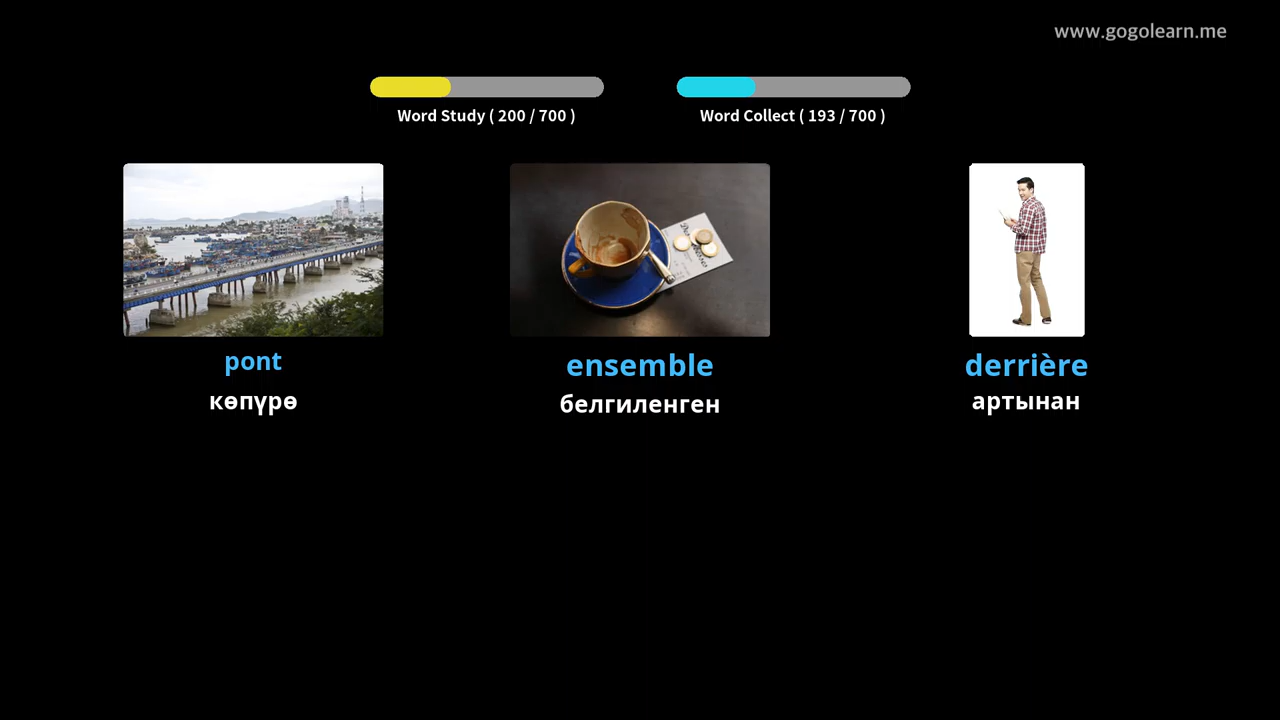 www.gogolearn.me
Word Study ( 200 / 700 )
Word Collect ( 193 / 700 )
pont
ensemble
derrière
көпүрө
белгиленген
артынан